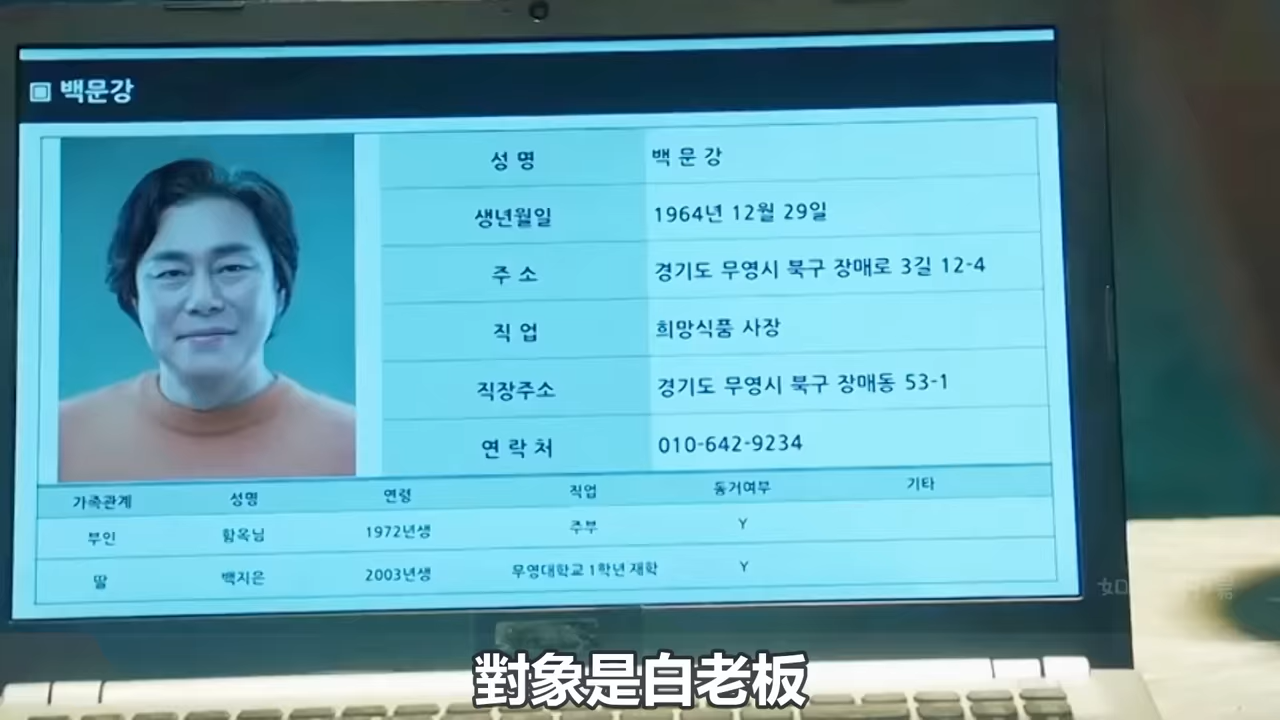 ▣ 백문강
성 명 백 문 강
생년월일 1964년 12월 29일
주 소 경기도 무영시 북구 장매로 3길 12-4
직 업 희망식품 사장
직장주소 경기도 무영시 북구 장매동 53-1
연 락 처 010-642-9234
가족관계 성명 연령 직업 동거여부 기타
부인 함옥님 1972년생 주부 Y
딸 백지은 2003년생 무영대학교 1학년 재학 Y
對象是白老板